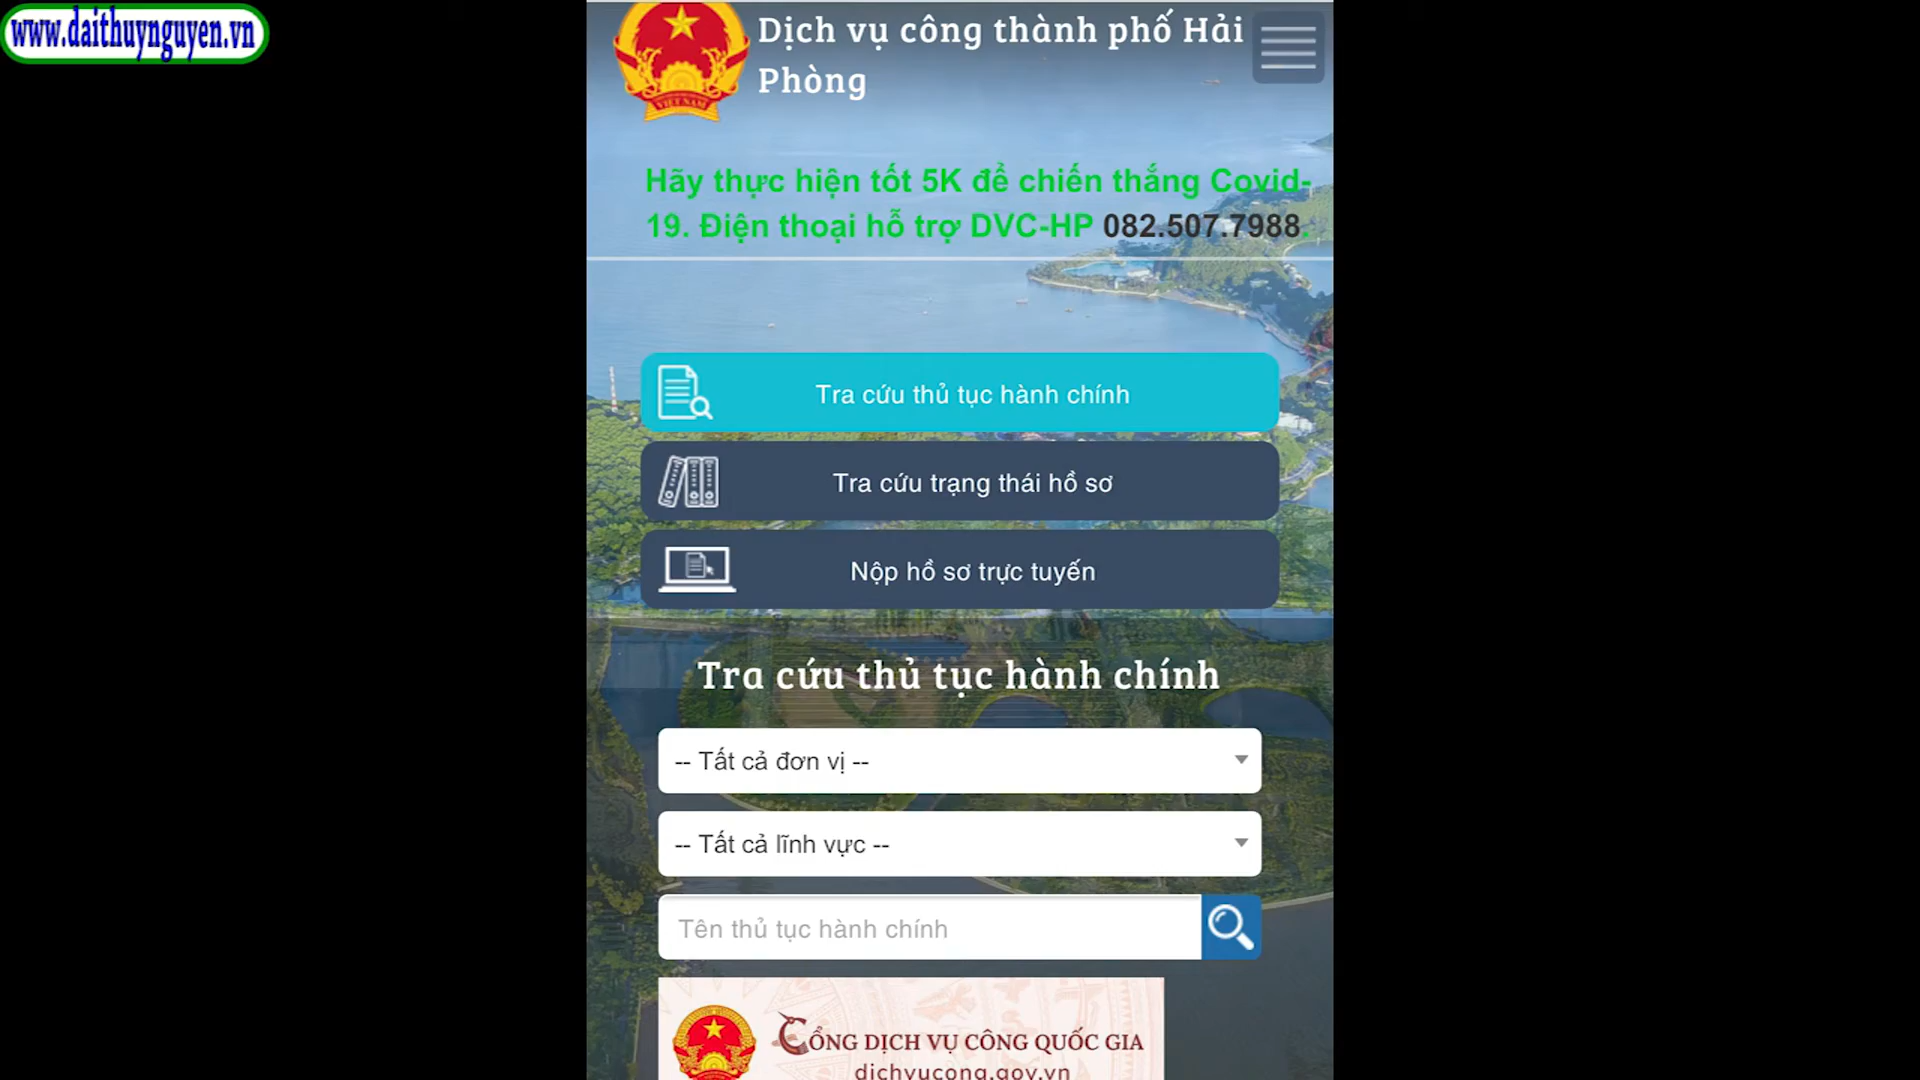 www.daithuynguyen.vn
Dịch vụ công thành phố Hải
Phòng
VIỆT NAM
Hãy thực hiện tốt 5K để chiến thắng Covid-
19. Điện thoại hỗ trợ DVC-HP 082.507.7988.
Tra cứu thủ tục hành chính
Tra cứu trạng thái hồ sơ
Nộp hồ sơ trực tuyến
Tra cứu thủ tục hành chính
-- Tất cả đơn vị --
-- Tất cả lĩnh vực --
Tên thủ tục hành chính
CỔNG DỊCH VỤ CÔNG QUỐC GIA
dichvucong.gov.vn